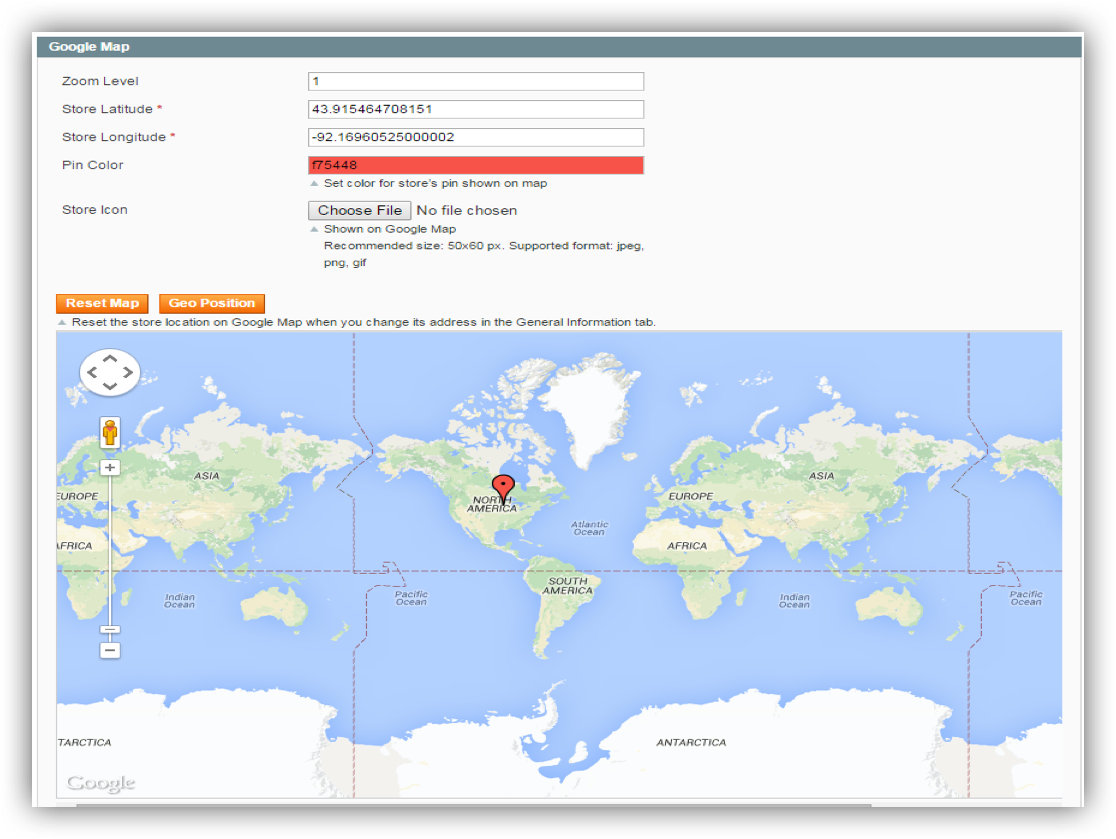 Google Map
Zoom Level 1
Store Latitude * 43.915464708151
Store Longitude * -92.16960525000002
Pin Color f75448
Set color for store's pin shown on map
Store Icon Choose File No file chosen
Shown on Google Map
Recommended size: 50x60 px. Supported format: jpeg,
png, gif
Reset Map Geo Position
Reset the store location on Google Map when you change its address in the General Information tab.
ASIA ASIA
EUROPE NORTH EUROPE
AMERICA
Atlantic
Ocean
AFRICA AFRICA
SOUTH
AMERICA
Indian Pacific Indian Pacific
Ocean Ocean Ocean Ocean
TARCTICA ANTARCTICA
Google